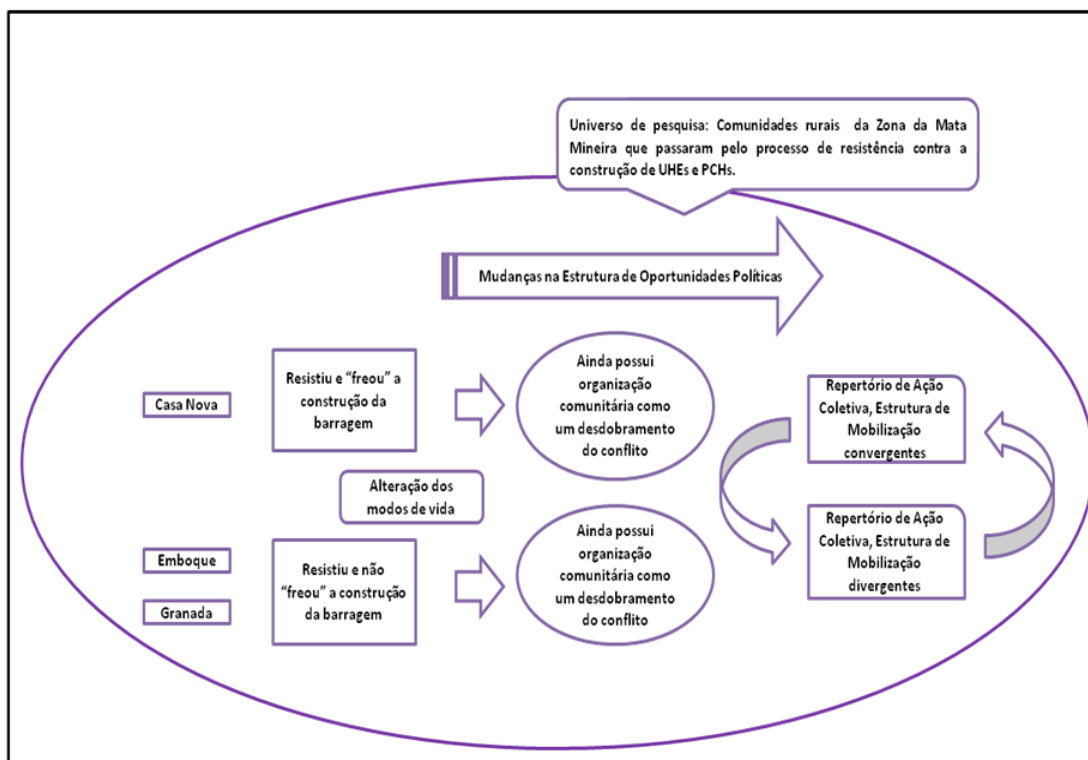 Universo de pesquisa: Comunidades rurais da Zona da Mata
Mineira que passaram pelo processo de resistência contra a
construção de UHEs e PCHs.
Mudanças na Estrutura de Oportunidades Políticas
Casa Nova
Resistiu e “freou” a
construção da
barragem
Ainda possui
organização
comunitária como
um desdobramento
do conflito
Repertório de Ação
Coletiva, Estrutura de
Mobilização
convergentes
Alteração dos
modos de vida
Emboque
Granada
Resistiu e não
“freou” a construção
da barragem
Ainda possui
organização
comunitária como
um desdobramento
do conflito
Repertório de Ação
Coletiva, Estrutura de
Mobilização
divergentes